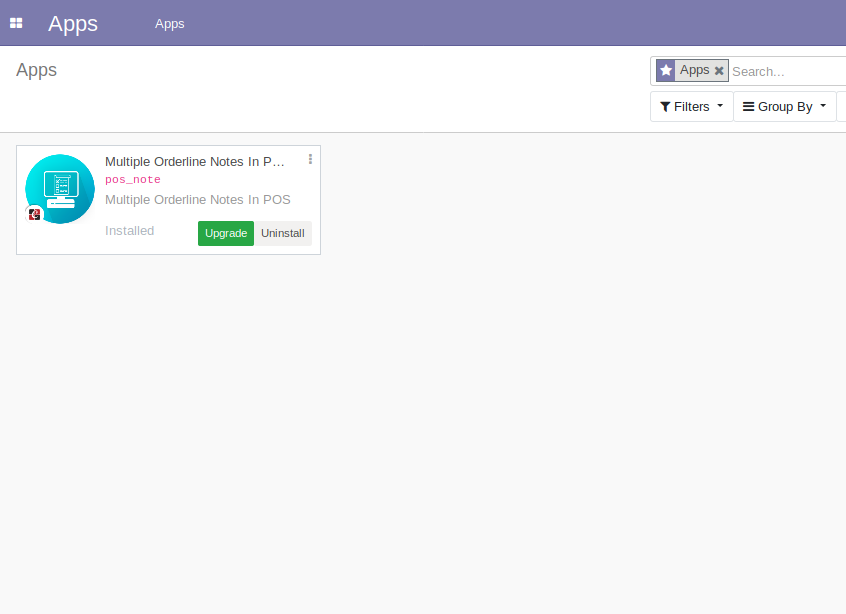 Apps
Apps
Apps
Apps
Search...
Filters
Group By
Multiple Orderline Notes In P...
pos_note
Multiple Orderline Notes In POS
Installed
Upgrade
Uninstall